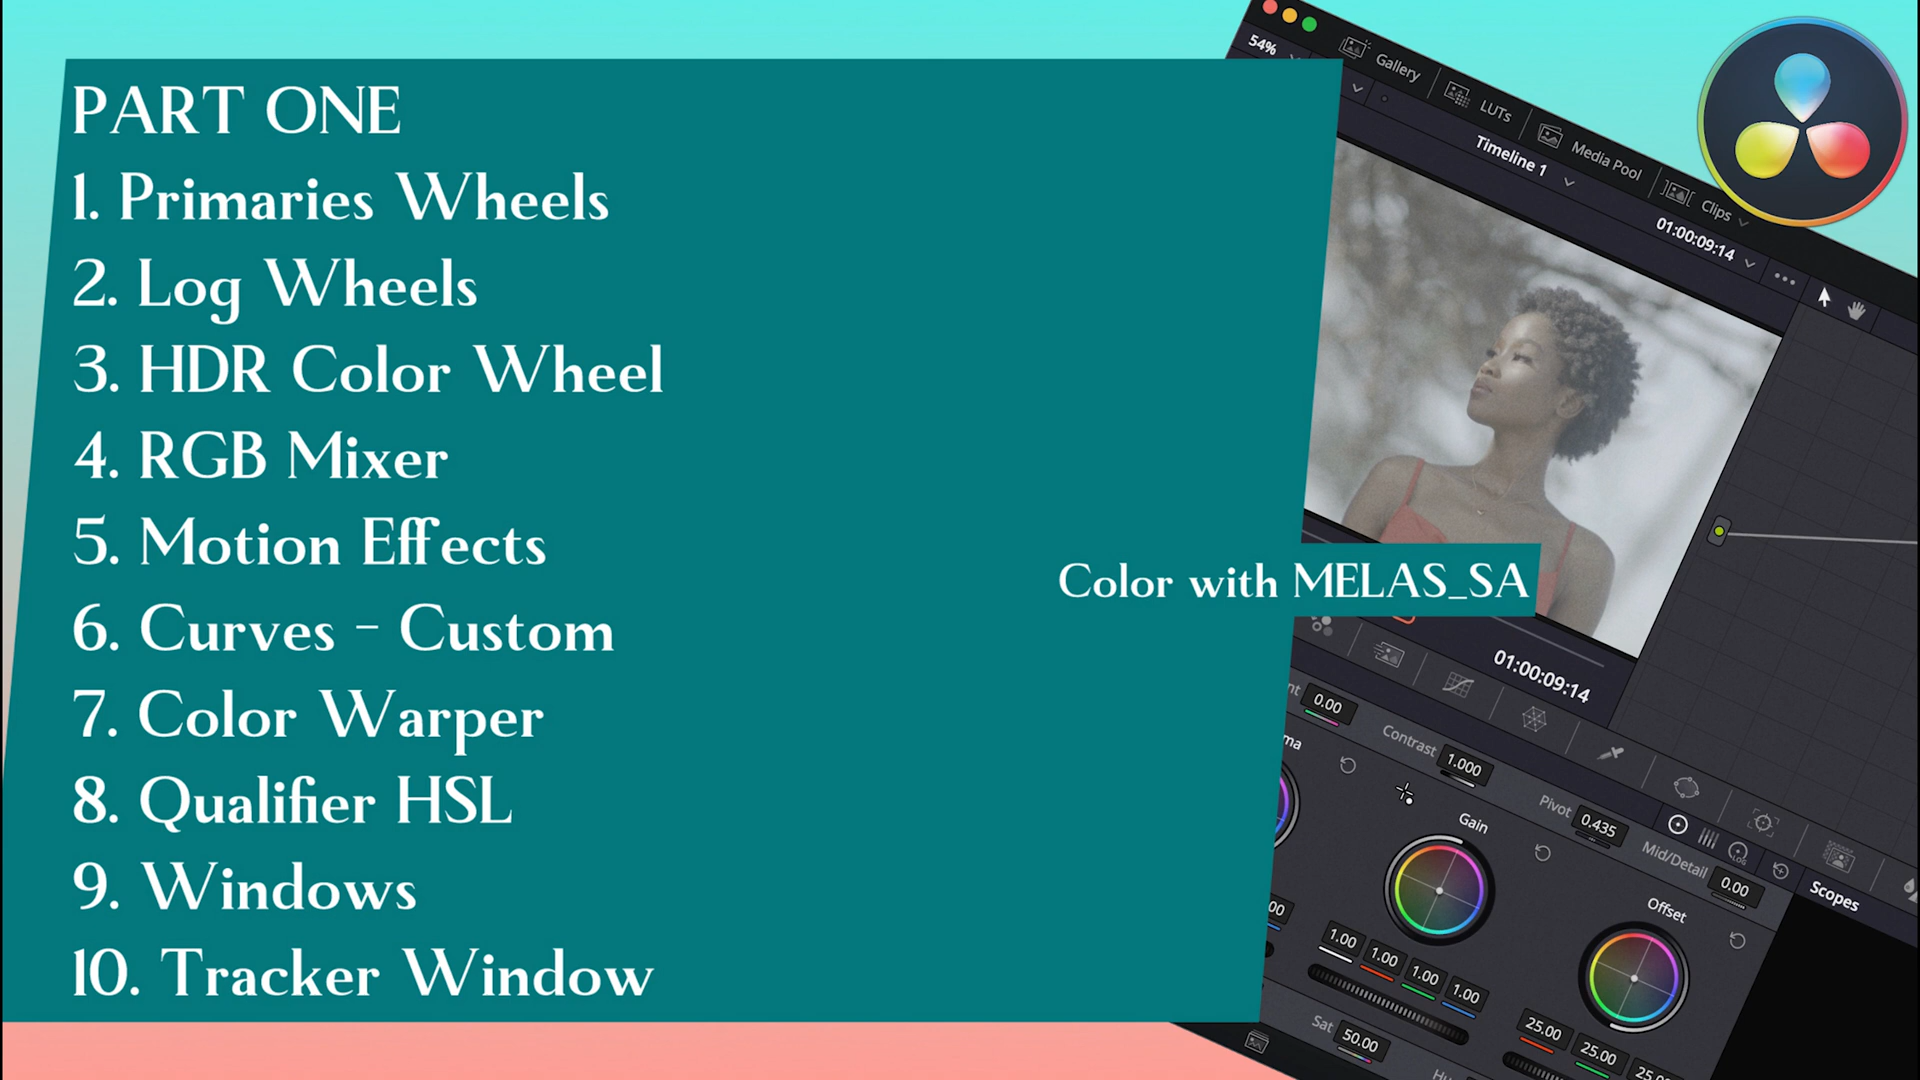 PART ONE
1. Primaries Wheels
2. Log Wheels
3. HDR Color Wheel
4. RGB Mixer
5. Motion Effects
6. Curves - Custom
7. Color Warper
8. Qualifier HSL
9. Windows
10. Tracker Window
Color with MELAS_SA
54%
Gallery
LUTs
Media Pool
Clips
Timeline 1
01:00:09:14
01:00:09:14
0.00
Contrast 1.000
Pivot 0.435
Mid/Detail 0.00
LOG
Scopes
Gain
Offset
1.00 1.00 1.00 1.00
25.00 25.00
Sat 50.00